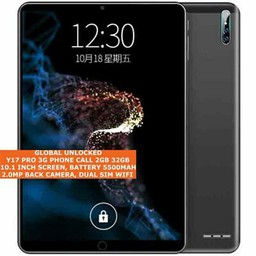 12:30
10月18 星期五
GLOBAL UNLOCKED
Y17 PRO 3G PHONE CALL 2GB 32GB
10.1 INCH SCREEN, BATTERY 5500MAH
2.0MP BACK CAMERA, DUAL SIM WIFI